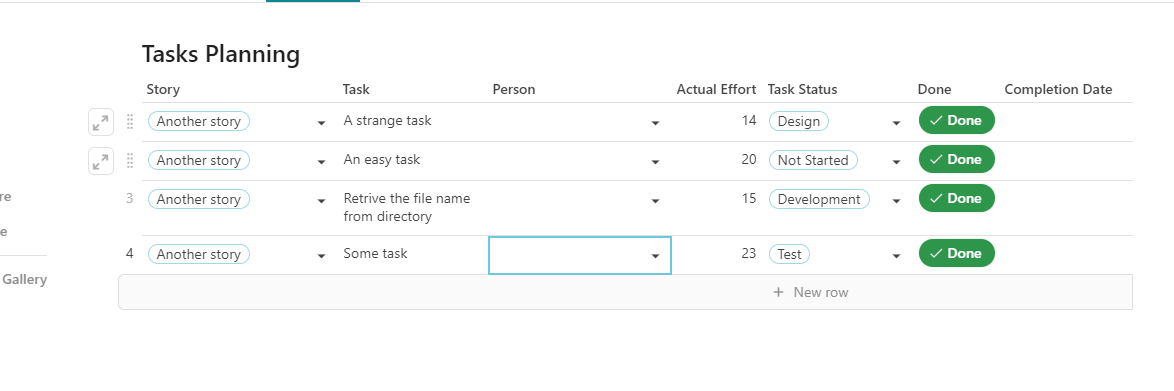 Tasks Planning
Story Task Person Actual Effort Task Status Done Completion Date
Another story A strange task 14 Design Done
Another story An easy task 20 Not Started Done
re 3 Another story Retrive the file name 15 Development Done
from directory
e
4 Another story Some task 23 Test Done
Gallery
+ New row